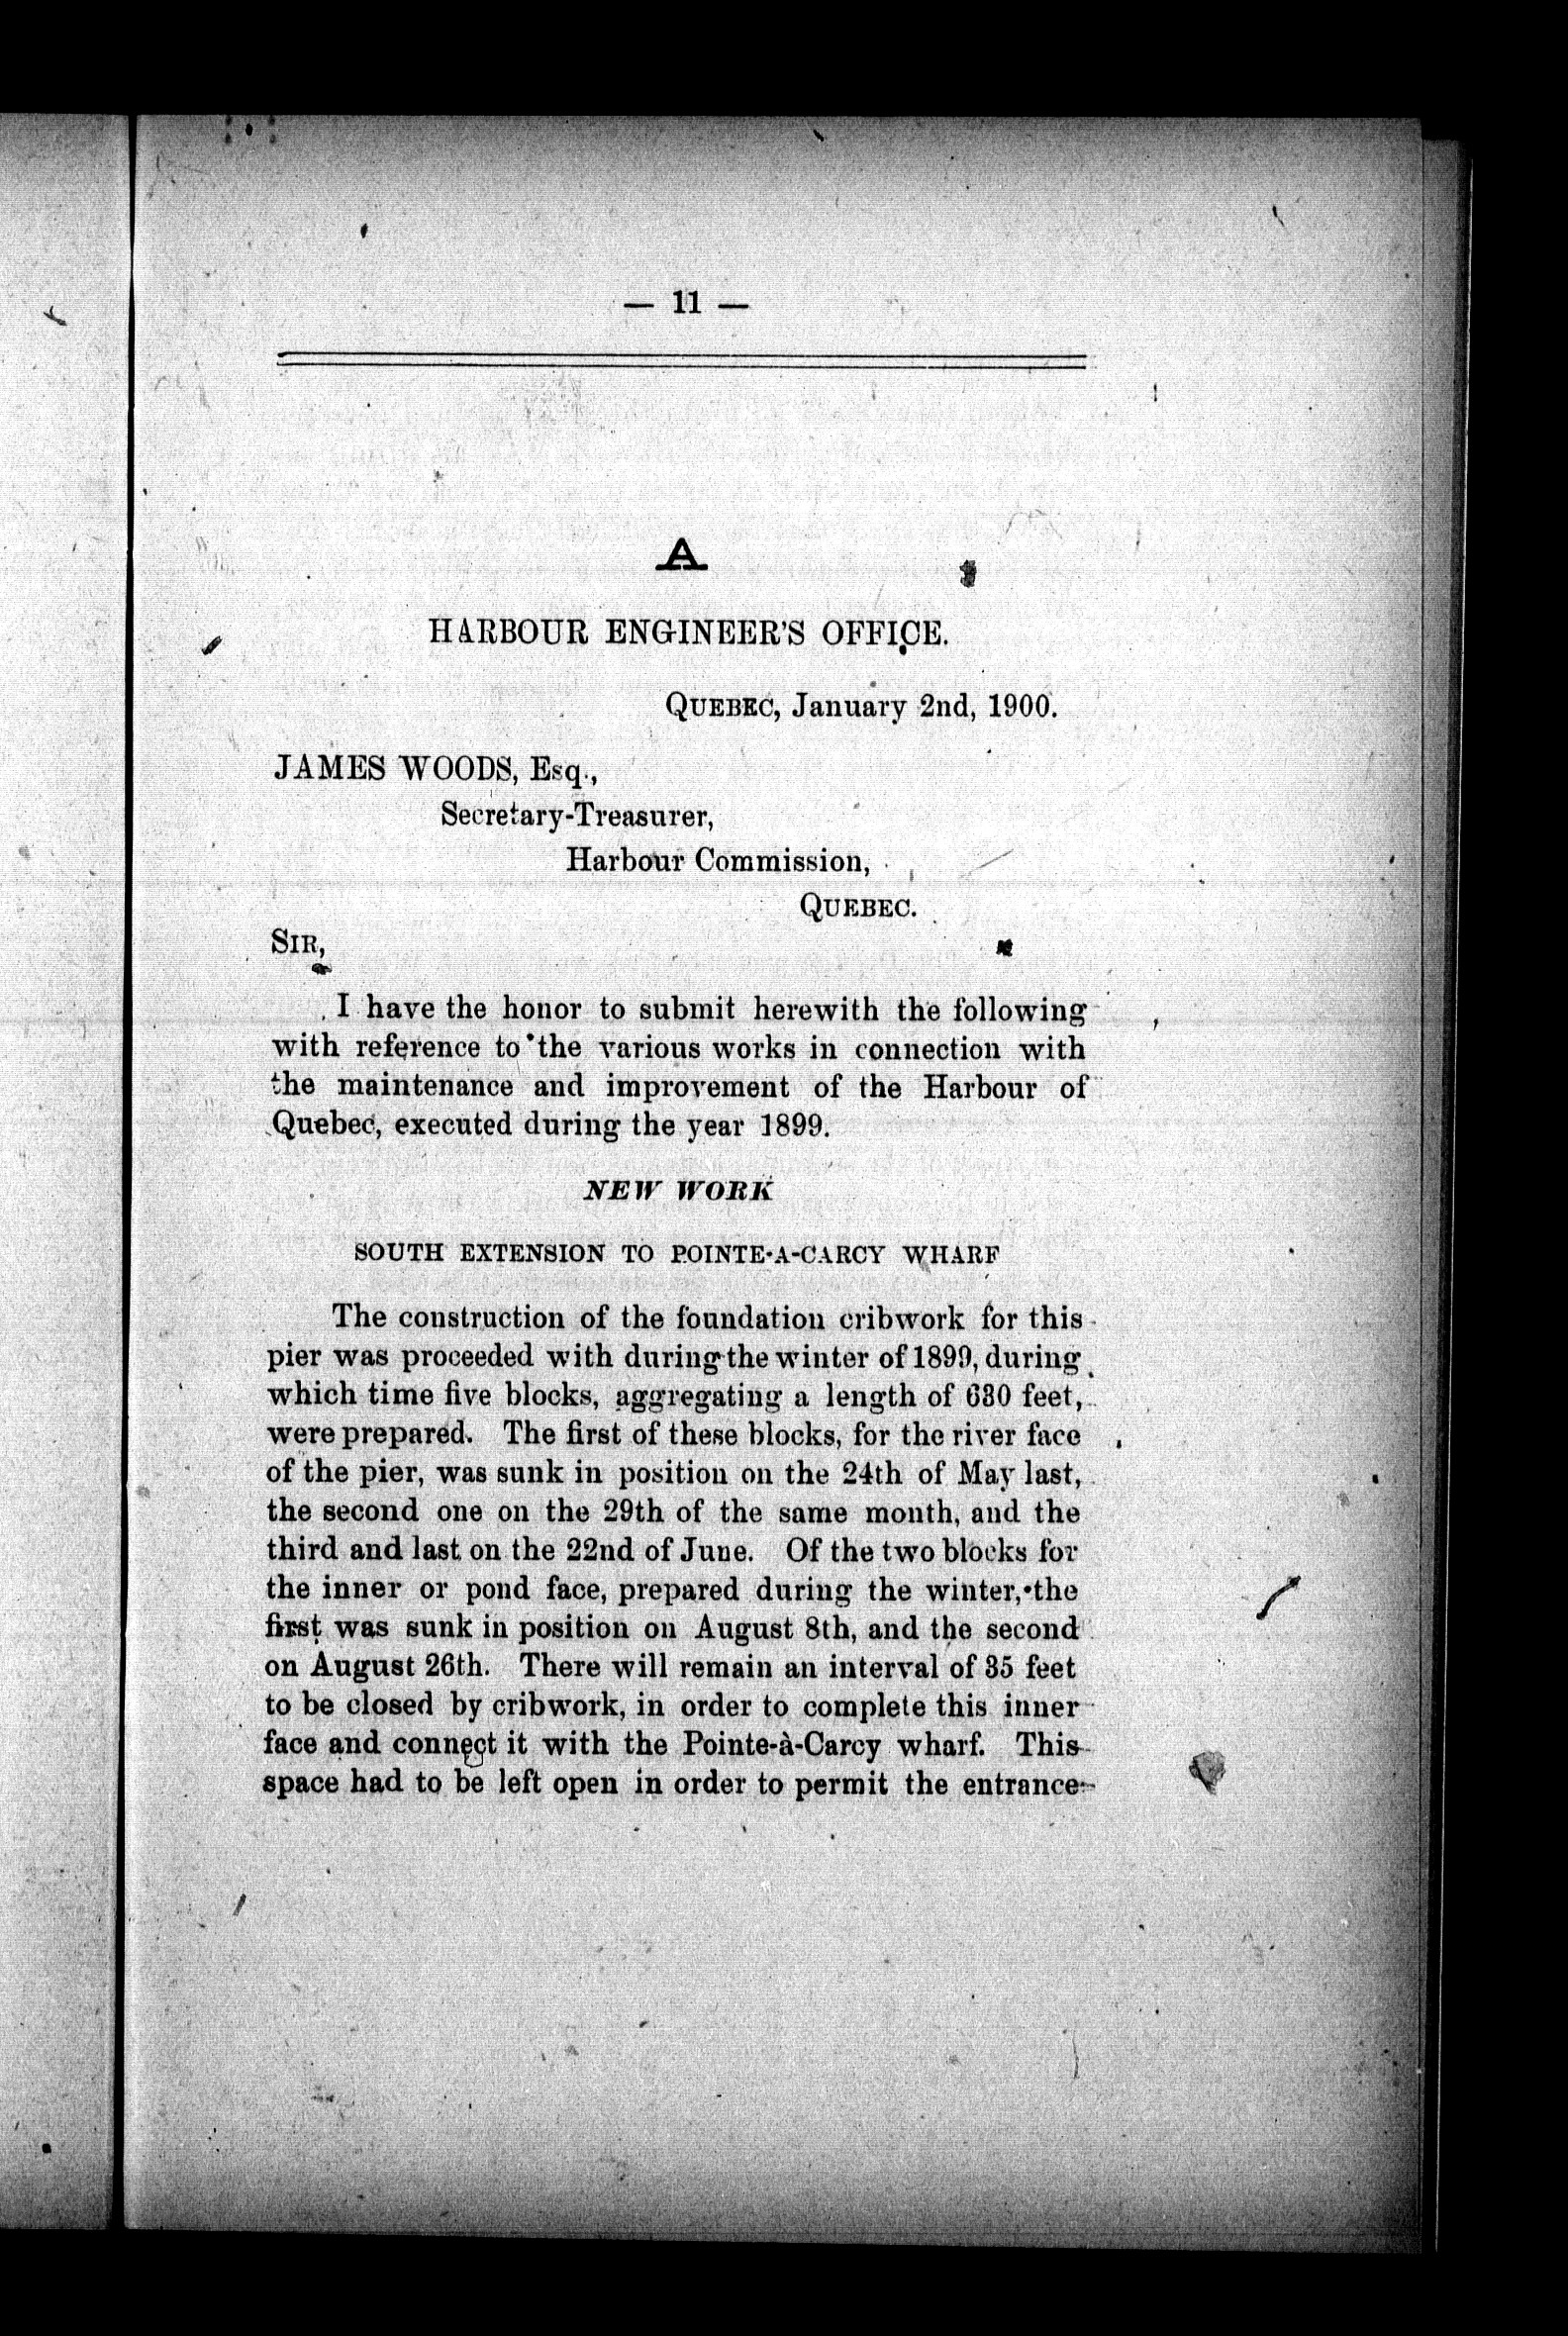 — 11 —
A
HARBOUR ENGINEER'S OFFICE.
QUEBEC, January 2nd, 1900.
JAMES WOODS, Esq.,
Secretary-Treasurer,
Harbour Commission,
QUEBEC.
SIR,
I have the honor to submit herewith the following
with reference to the various works in connection with
the maintenance and improvement of the Harbour of
Quebec, executed during the year 1899.
NEW WORK
SOUTH EXTENSION TO POINTE-A-CARCY WHARF
The construction of the foundation cribwork for this
pier was proceeded with during the winter of 1899, during
which time five blocks, aggregating a length of 630 feet,
were prepared. The first of these blocks, for the river face
of the pier, was sunk in position on the 24th of May last,
the second one on the 29th of the same month, and the
third and last on the 22nd of June. Of the two blocks for
the inner or pond face, prepared during the winter, the
first was sunk in position on August 8th, and the second
on August 26th. There will remain an interval of 35 feet
to be closed by cribwork, in order to complete this inner
face and connect it with the Pointe-à-Carcy wharf. This
space had to be left open in order to permit the entrance